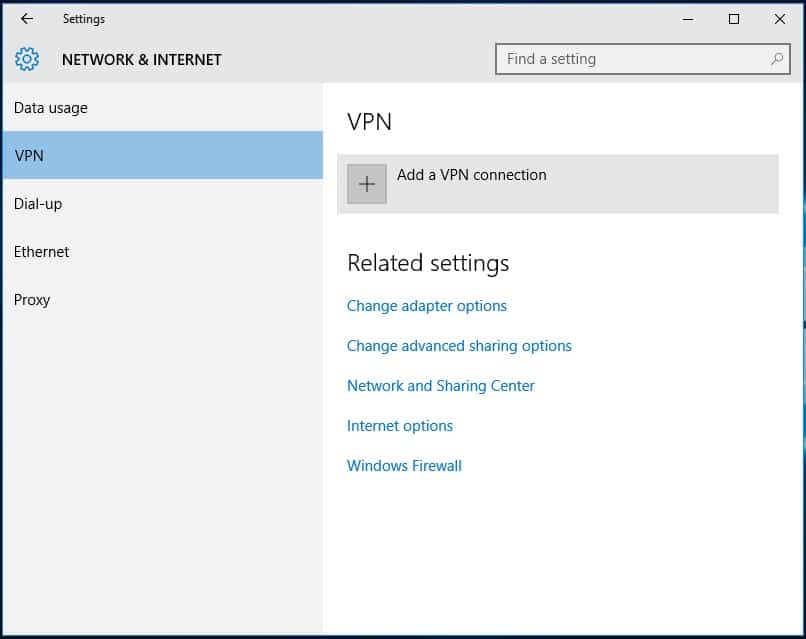 Settings
NETWORK & INTERNET
Find a setting
Data usage
VPN
Dial-up
Ethernet
Proxy
VPN
Add a VPN connection
Related settings
Change adapter options
Change advanced sharing options
Network and Sharing Center
Internet options
Windows Firewall